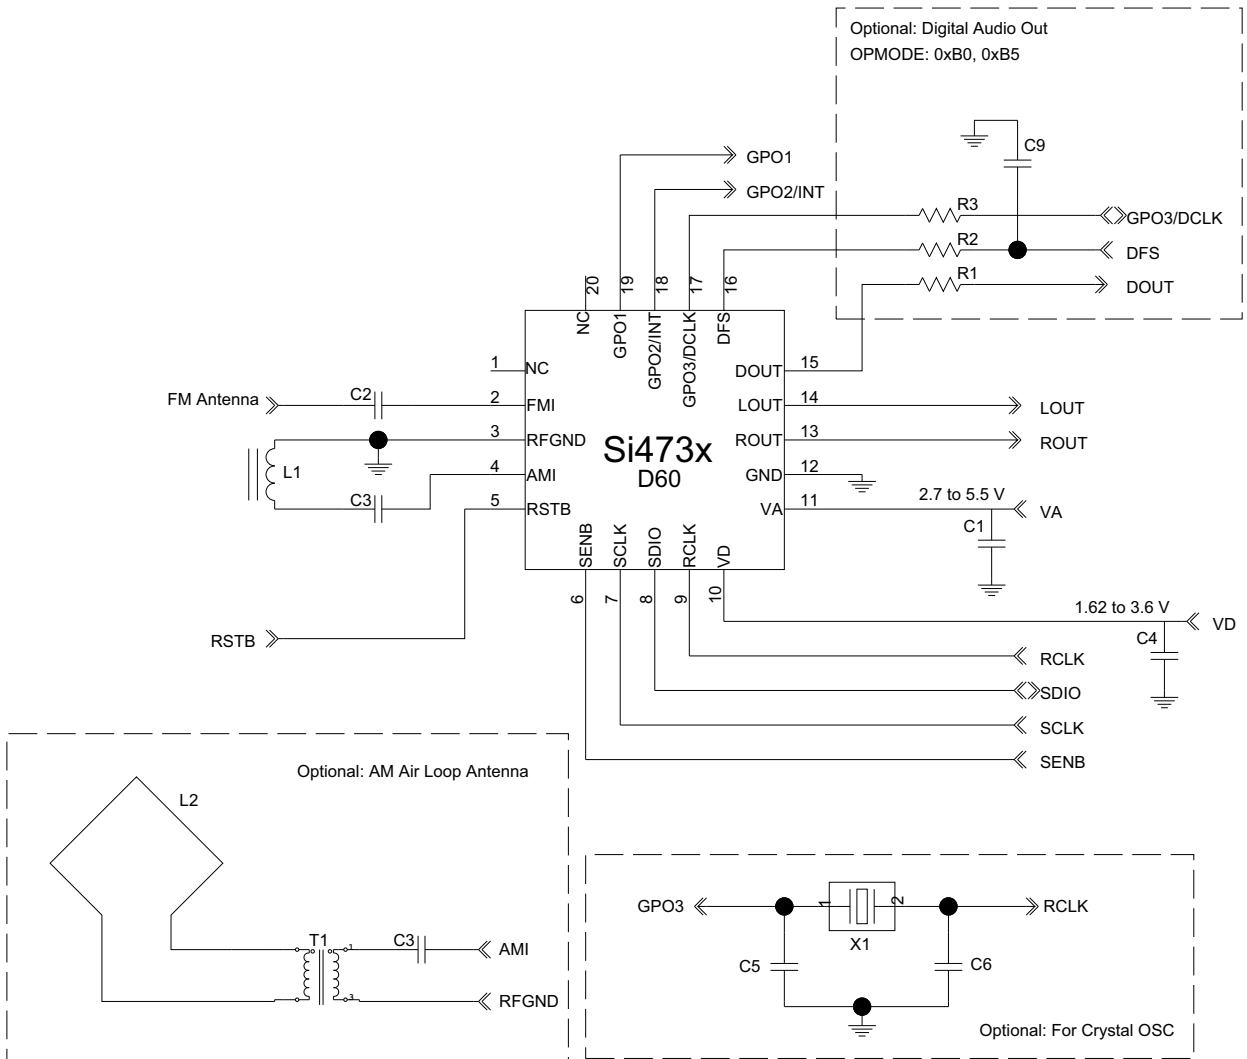 Optional: Digital Audio Out
OPMODE: 0xB0, 0xB5
C9
GPO1
GPO2/INT
R3
GPO3/DCLK
R2
DFS
R1
DOUT
20
19
18
17
16
NC
GPO1
GPO2/INT
GPO3/DCLK
DFS
1
NC
DOUT
15
FM Antenna
C2
2
FMI
LOUT
14
LOUT
3
RFGND
ROUT
13
ROUT
Si473x
D60
L1
4
AMI
GND
12
C3
5
RSTB
VA
11
2.7 to 5.5 V
VA
C1
SENB
SCLK
SDIO
RCLK
VD
6
7
8
9
10
1.62 to 3.6 V
VD
C4
RSTB
RCLK
SDIO
SCLK
SENB
Optional: AM Air Loop Antenna
L2
T1
1
C3
AMI
3
RFGND
GPO3
1
2
RCLK
X1
C5
C6
Optional: For Crystal OSC